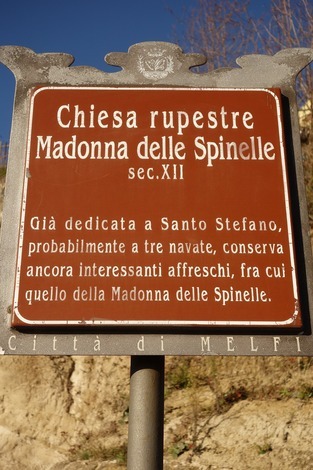 Chiesa rupestre
Madonna delle Spinelle
sec.XII
Già dedicata a Santo Stefano,
probabilmente a tre navate, conserva
ancora interessanti affreschi, fra cui
quello della Madonna delle Spinelle.
Città di MELFI